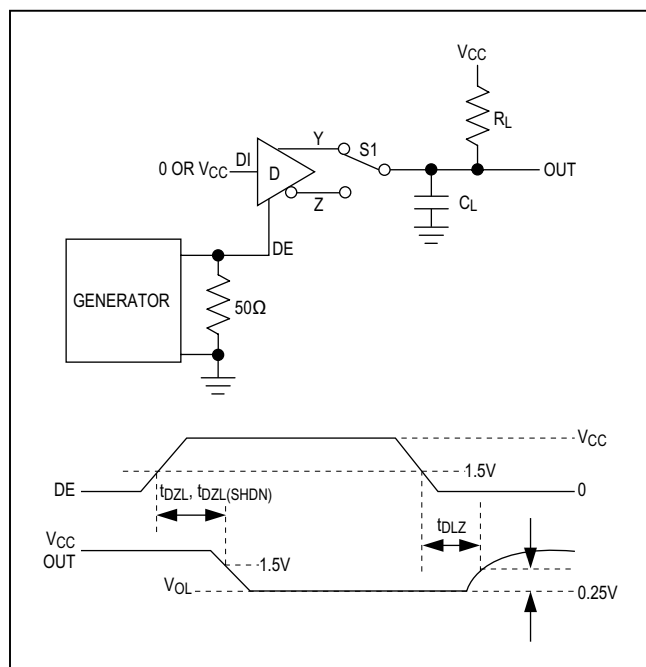 VCC
RL
Y
S1
0 OR VCC
DI
D
OUT
Z
CL
DE
GENERATOR
50Ω
VCC
1.5V
DE
0
tDZL, tDZL(SHDN)
tDLZ
VCC
OUT
1.5V
VOL
0.25V